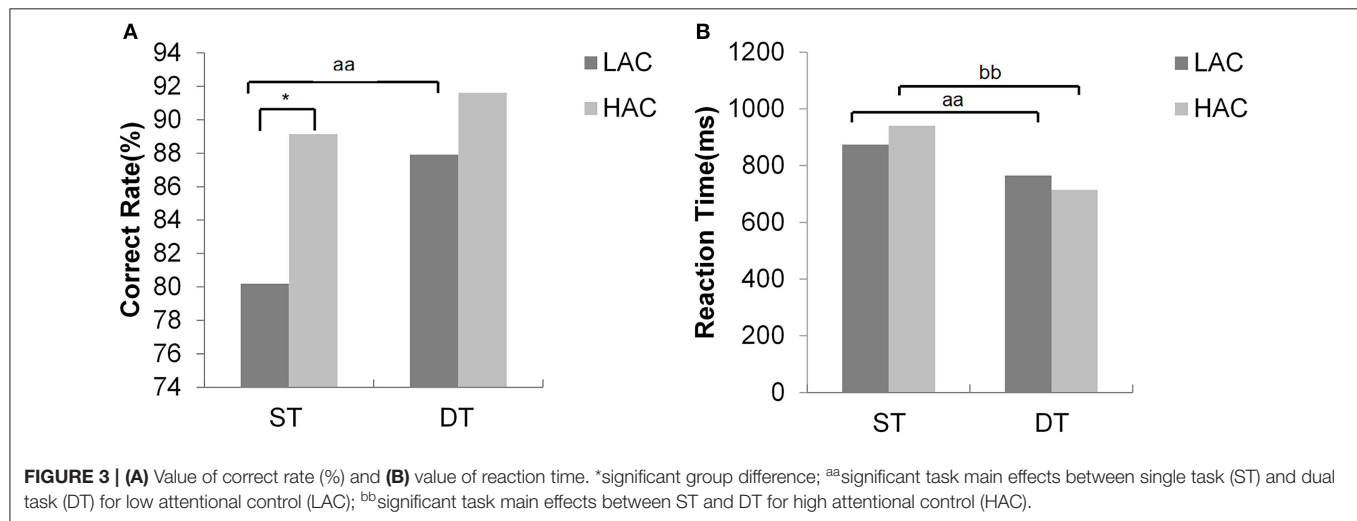 A
Correct Rate(%)
94
92
90
88
86
84
82
80
78
76
74
aa
*
LAC
HAC
ST DT
B
Reaction Time(ms)
1200
1000
800
600
400
200
0
bb
aa
LAC
HAC
ST DT
FIGURE 3 | (A) Value of correct rate (%) and (B) value of reaction time. *significant group difference; aasignificant task main effects between single task (ST) and dual
task (DT) for low attentional control (LAC); bbsignificant task main effects between ST and DT for high attentional control (HAC).